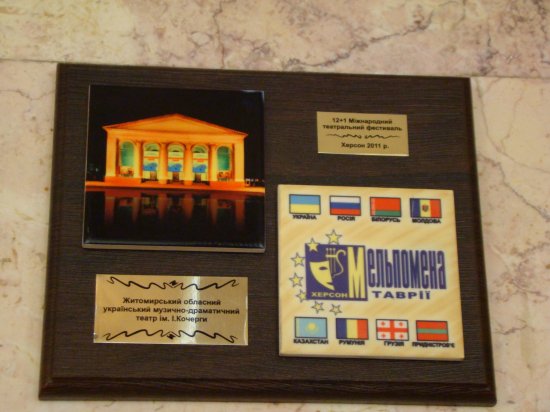 12+1 Міжнародний
театральний фестиваль
Херсон 2011 р.
УКРАЇНА РОСІЯ БІЛОРУСЬ МОЛДОВА
Мельпомена
ХЕРСОН ТАВРІЇ
КАЗАХСТАН РУМУНІЯ ГРУЗІЯ ПРИДНІСТРОВ'Є
Житомирський обласний
український музично-драматичний
театр ім. І.Кочерги